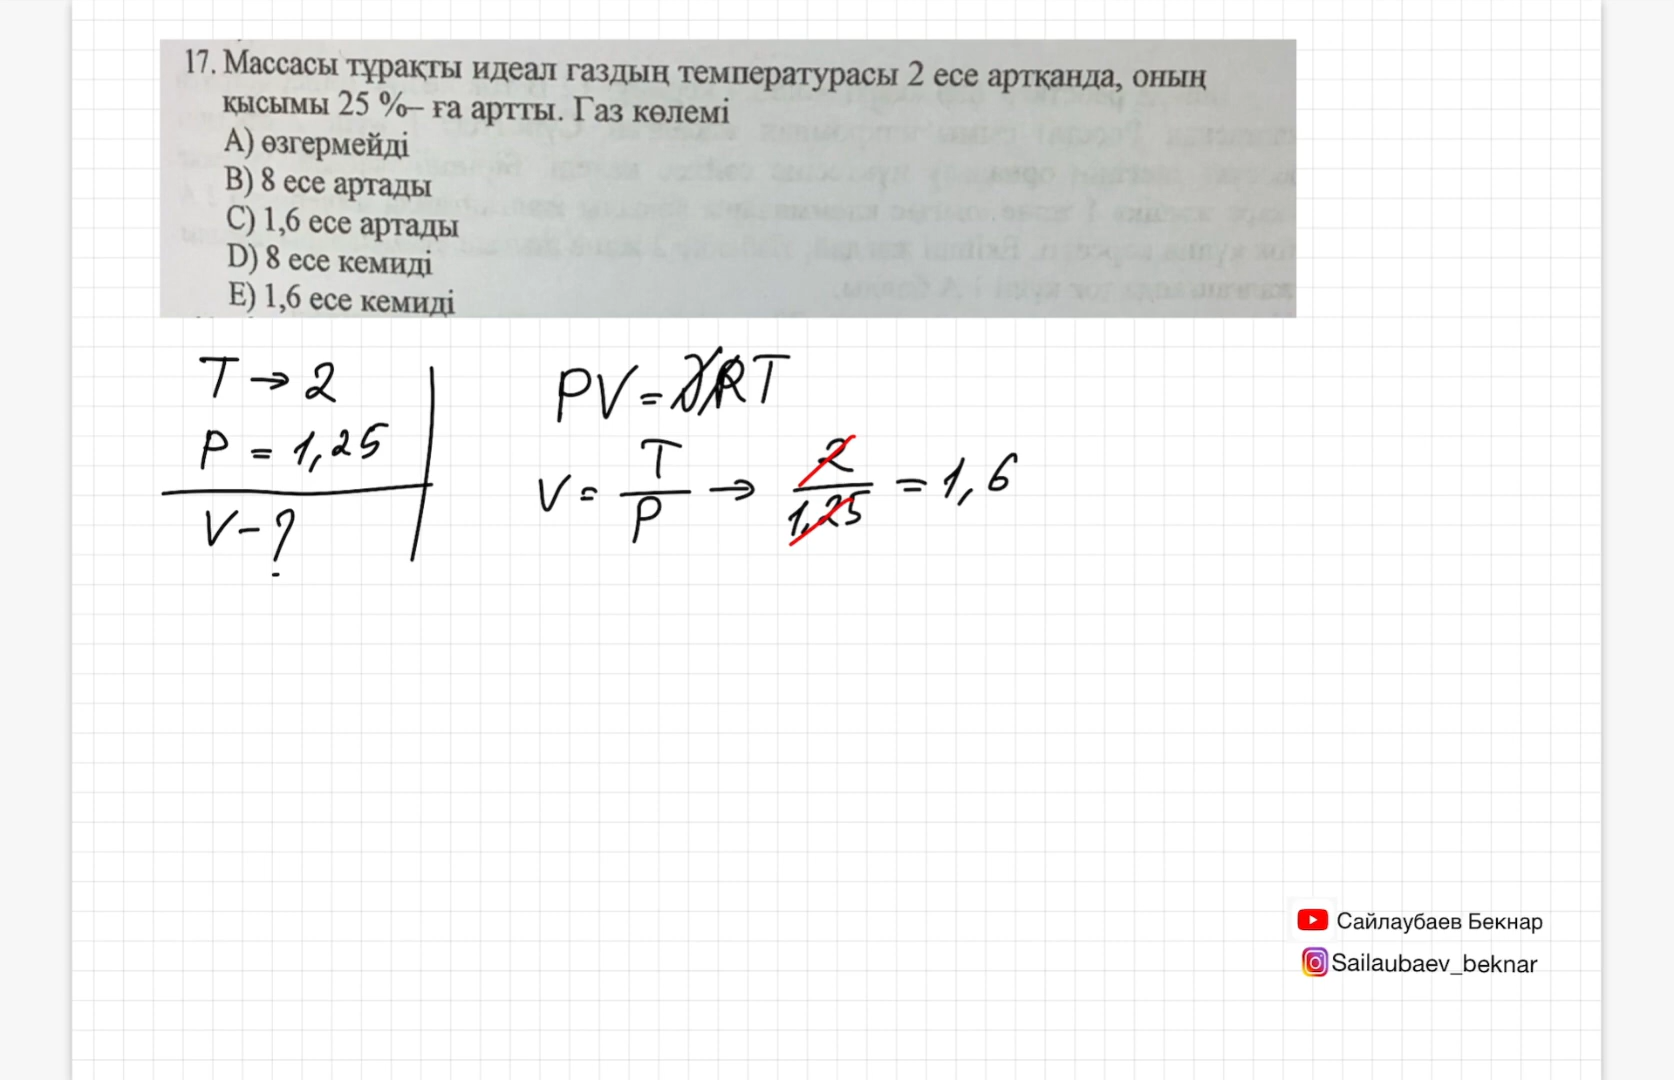 17. Массасы тұрақты идеал газдың температурасы 2 есе артқанда, оның
қысымы 25 %– ға артты. Газ көлемі
A) өзгермейді
B) 8 есе артады
C) 1,6 есе артады
D) 8 есе кемиді
E) 1,6 есе кемиді
T → 2
P = 1,25
V - ?
PV = νRT
V = T/P → 2/1,25 = 1,6
Сайлаубаев Бекнар
Sailaubaev_beknar